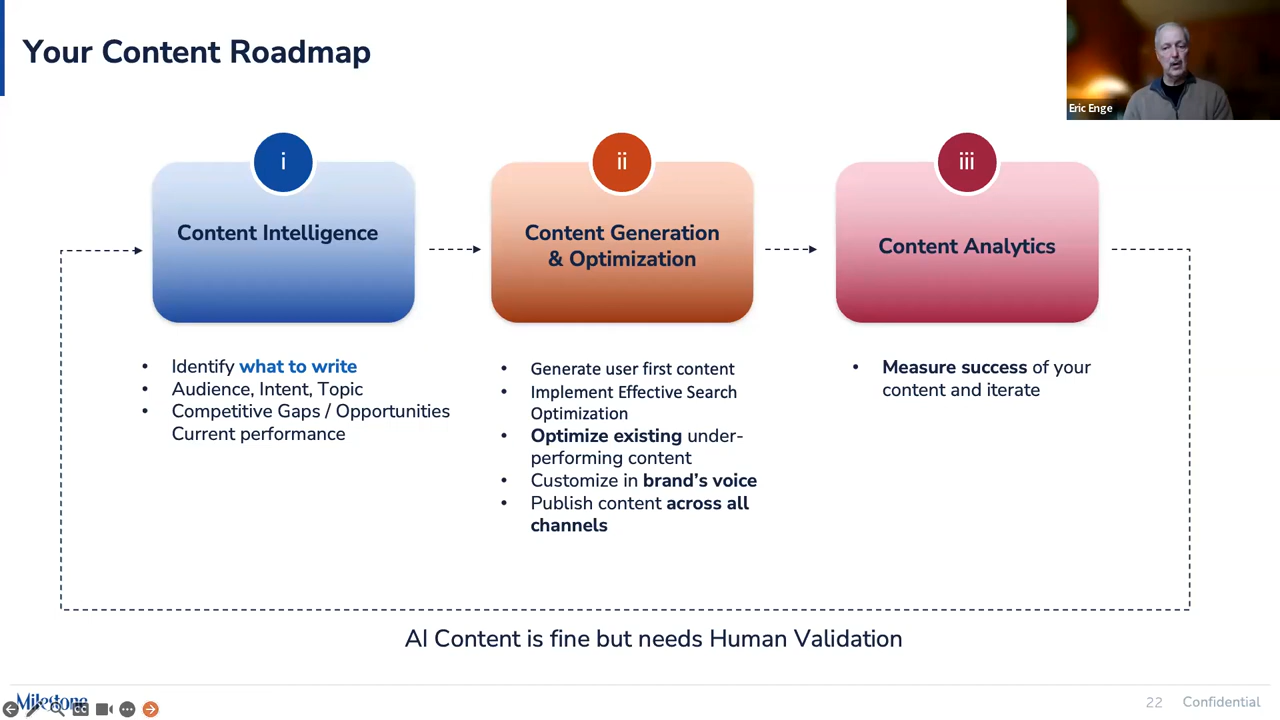 Your Content Roadmap
Eric Enge
i
Content Intelligence
ii
Content Generation
& Optimization
iii
Content Analytics
• Identify what to write
• Audience, Intent, Topic
• Competitive Gaps / Opportunities
Current performance
• Generate user first content
• Implement Effective Search
Optimization
• Optimize existing under-
performing content
• Customize in brand’s voice
• Publish content across all
channels
• Measure success of your
content and iterate
AI Content is fine but needs Human Validation
Milestone
CC
22
Confidential